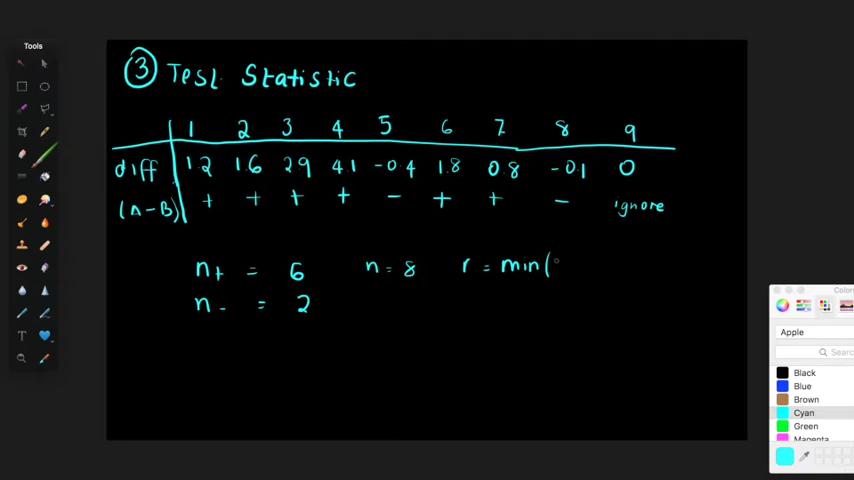 Tools
③ Test Statistic
1 2 3 4 5 6 7 8 9
diff 1.2 1.6 2.9 4.1 -0.4 1.8 0.8 -0.1 0
(A-B) + + + + - + + - ignore
n+ = 6 n = 8 r = min(
n- = 2
Colors
Apple
Searc
Black
Blue
Brown
Cyan
Green
Magenta